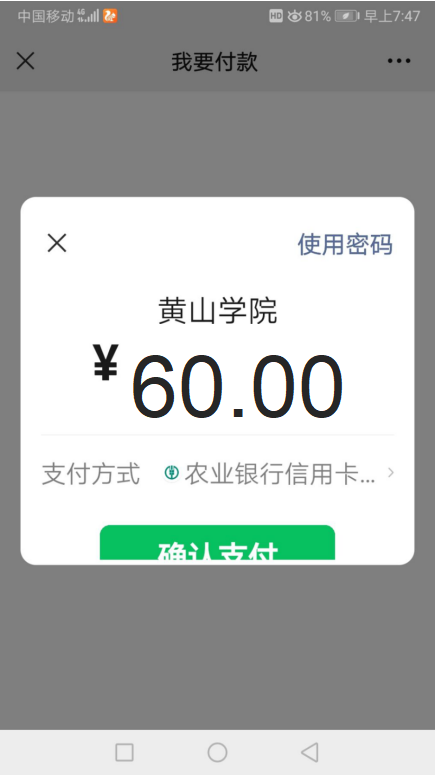 中国移动 4G HD 81% 早上7:47
我要付款
使用密码
黄山学院
¥60.00
支付方式 农业银行信用卡...
确认支付